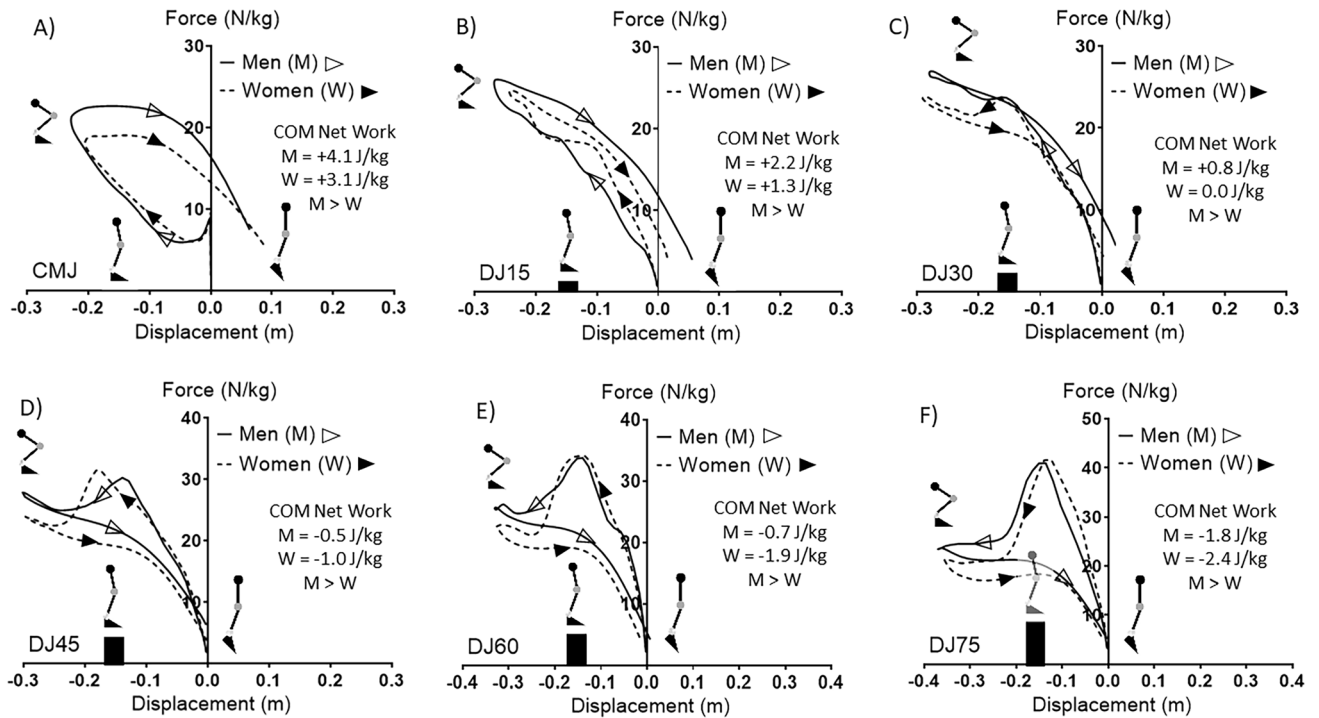 A)
Force (N/kg)
30
20
10
Men (M)
Women (W)
COM Net Work
M = +4.1 J/kg
W = +3.1 J/kg
M > W
CMJ
-0.3 -0.2 -0.1 0.0 0.1 0.2 0.3
Displacement (m)
B)
Force (N/kg)
30
20
10
Men (M)
Women (W)
COM Net Work
M = +2.2 J/kg
W = +1.3 J/kg
M > W
DJ15
-0.3 -0.2 -0.1 0.0 0.1 0.2 0.3
Displacement (m)
C)
Force (N/kg)
30
20
10
Men (M)
Women (W)
COM Net Work
M = +0.8 J/kg
W = 0.0 J/kg
M > W
DJ30
-0.3 -0.2 -0.1 0.0 0.1 0.2 0.3
Displacement (m)
D)
Force (N/kg)
40
30
20
10
Men (M)
Women (W)
COM Net Work
M = -0.5 J/kg
W = -1.0 J/kg
M > W
DJ45
-0.3 -0.2 -0.1 0.0 0.1 0.2 0.3
Displacement (m)
E)
Force (N/kg)
40
30
20
10
Men (M)
Women (W)
COM Net Work
M = -0.7 J/kg
W = -1.9 J/kg
M > W
DJ60
-0.4 -0.3 -0.2 -0.1 0.0 0.1 0.2 0.3 0.4
Displacement (m)
F)
Force (N/kg)
50
40
30
20
10
Men (M)
Women (W)
COM Net Work
M = -1.8 J/kg
W = -2.4 J/kg
M > W
DJ75
-0.4 -0.3 -0.2 -0.1 0.0 0.1 0.2 0.3 0.4
Displacement (m)